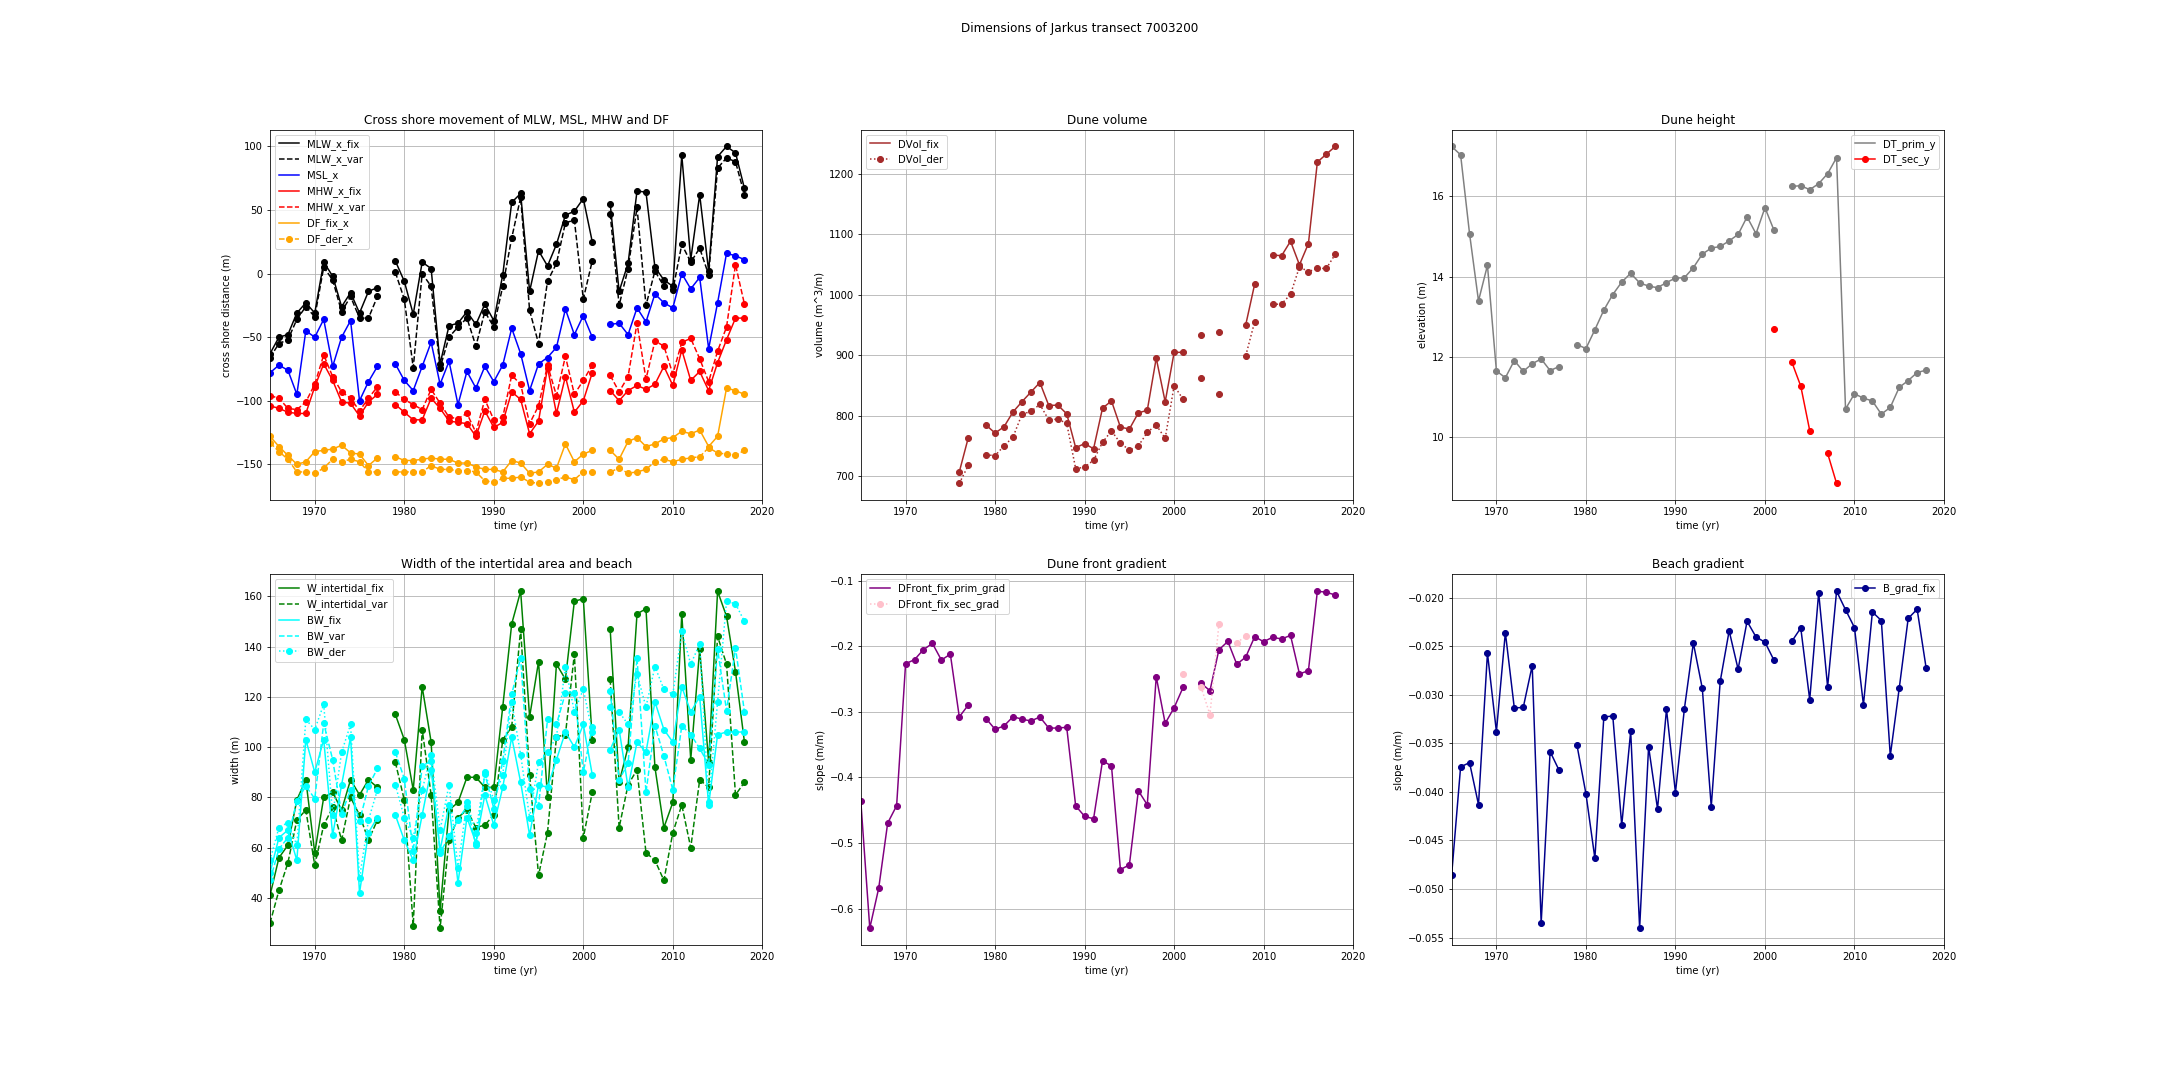 Dimensions of Jarkus transect 7003200
Cross shore movement of MLW, MSL, MHW and DF
MLW_x_fix
MLW_x_var
MSL_x
MHW_x_fix
MHW_x_var
DF_fix_x
DF_der_x
100
50
0
−50
−100
−150
cross shore distance (m)
1970 1980 1990 2000 2010 2020
time (yr)
Dune volume
DVol_fix
DVol_der
1200
1100
1000
900
800
700
volume (m^3/m)
1970 1980 1990 2000 2010 2020
time (yr)
Dune height
DT_prim_y
DT_sec_y
16
14
12
10
elevation (m)
1970 1980 1990 2000 2010 2020
time (yr)
Width of the intertidal area and beach
W_intertidal_fix
W_intertidal_var
BW_fix
BW_var
BW_der
160
140
120
100
80
60
40
width (m)
1970 1980 1990 2000 2010 2020
time (yr)
Dune front gradient
DFront_fix_prim_grad
DFront_fix_sec_grad
−0.1
−0.2
−0.3
−0.4
−0.5
−0.6
slope (m/m)
1970 1980 1990 2000 2010 2020
time (yr)
Beach gradient
B_grad_fix
−0.020
−0.025
−0.030
−0.035
−0.040
−0.045
−0.050
−0.055
slope (m/m)
1970 1980 1990 2000 2010 2020
time (yr)